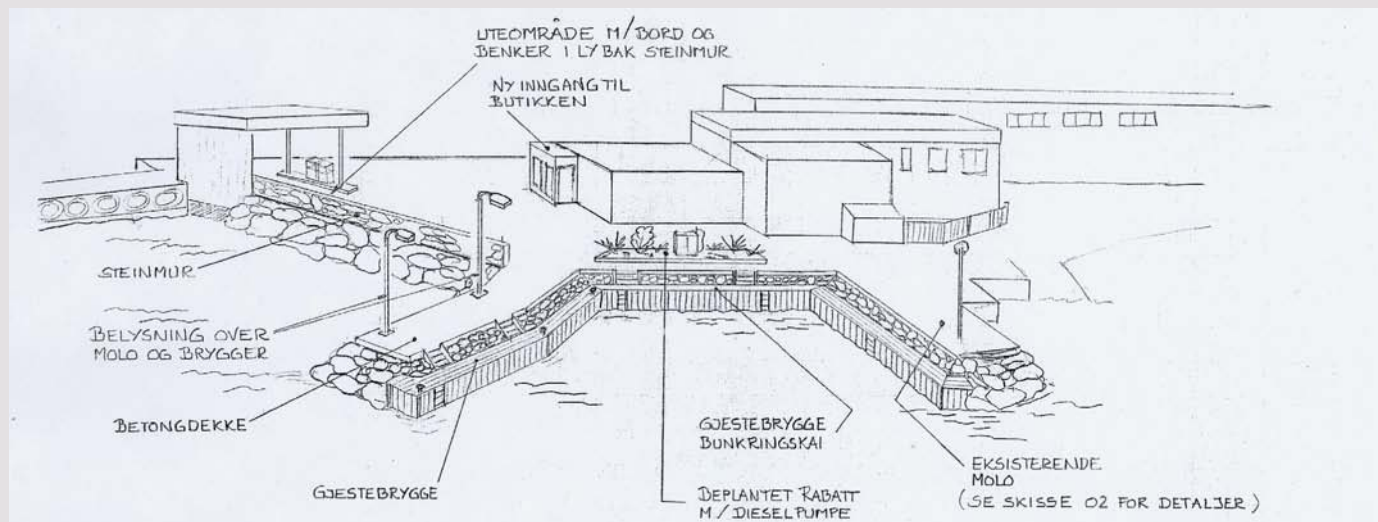 UTEOMRÅDE M/BORD OG
BENKER I LY BAK STEINMUR
NY INNGANG TIL
BUTIKKEN
STEINMUR
BELYSNING OVER
MOLO OG BRYGGER
BETONGDEKKE
GJESTEBRYGGE
GJESTEBRYGGE
BUNKRINGSKAI
BEPLANTET RABATT
M/DIESELPUMPE
EKSISTERENDE
MOLO
(SE SKISSE 02 FOR DETALJER)